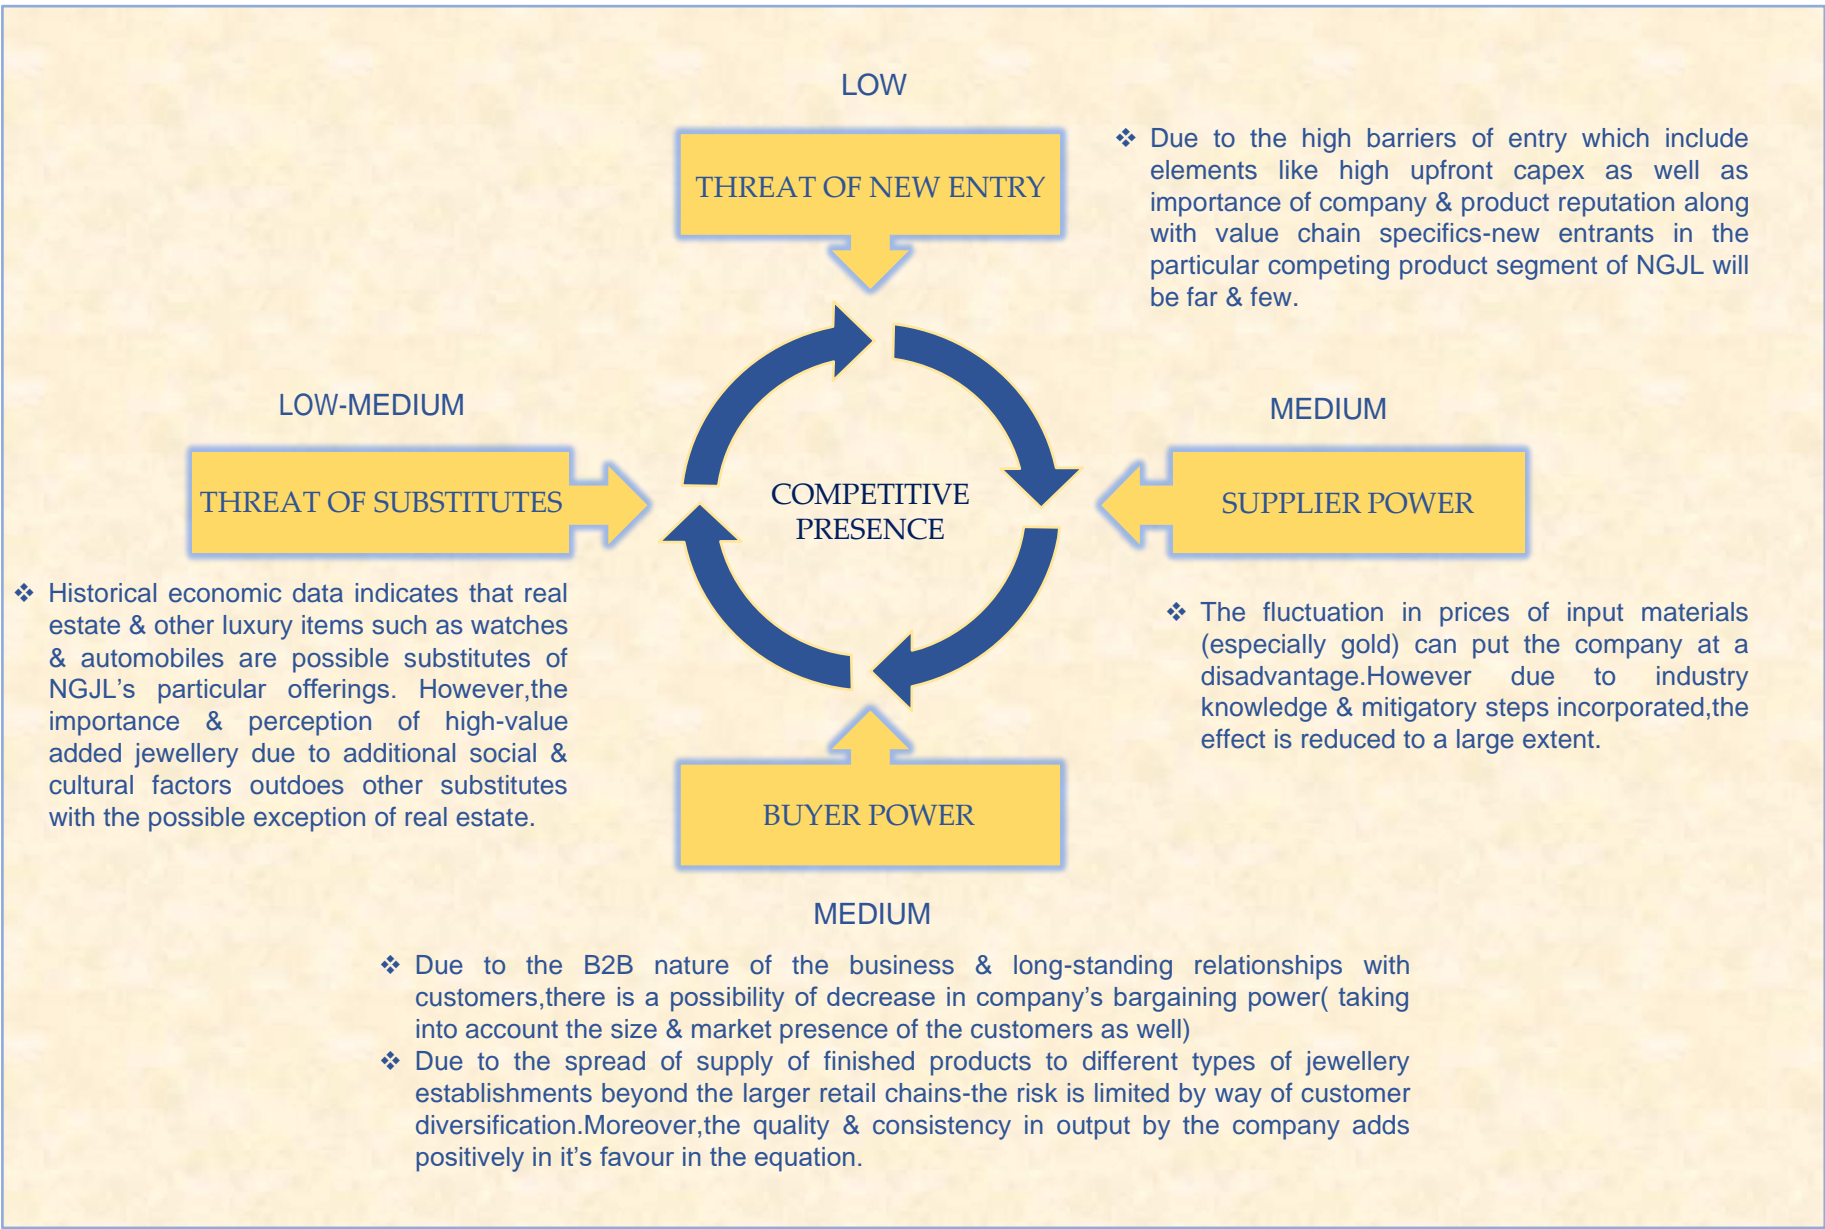 LOW
THREAT OF NEW ENTRY
❖ Due to the high barriers of entry which include
elements like high upfront capex as well as
importance of company & product reputation along
with value chain specifics-new entrants in the
particular competing product segment of NGJL will
be far & few.
LOW-MEDIUM
THREAT OF SUBSTITUTES
❖ Historical economic data indicates that real
estate & other luxury items such as watches
& automobiles are possible substitutes of
NGJL's particular offerings. However,the
importance & perception of high-value
added jewellery due to additional social &
cultural factors outdoes other substitutes
with the possible exception of real estate.
COMPETITIVE
PRESENCE
MEDIUM
SUPPLIER POWER
❖ The fluctuation in prices of input materials
(especially gold) can put the company at a
disadvantage.However due to industry
knowledge & mitigatory steps incorporated,the
effect is reduced to a large extent.
BUYER POWER
MEDIUM
❖ Due to the B2B nature of the business & long-standing relationships with
customers,there is a possibility of decrease in company's bargaining power( taking
into account the size & market presence of the customers as well)
❖ Due to the spread of supply of finished products to different types of jewellery
establishments beyond the larger retail chains-the risk is limited by way of customer
diversification.Moreover,the quality & consistency in output by the company adds
positively in it's favour in the equation.